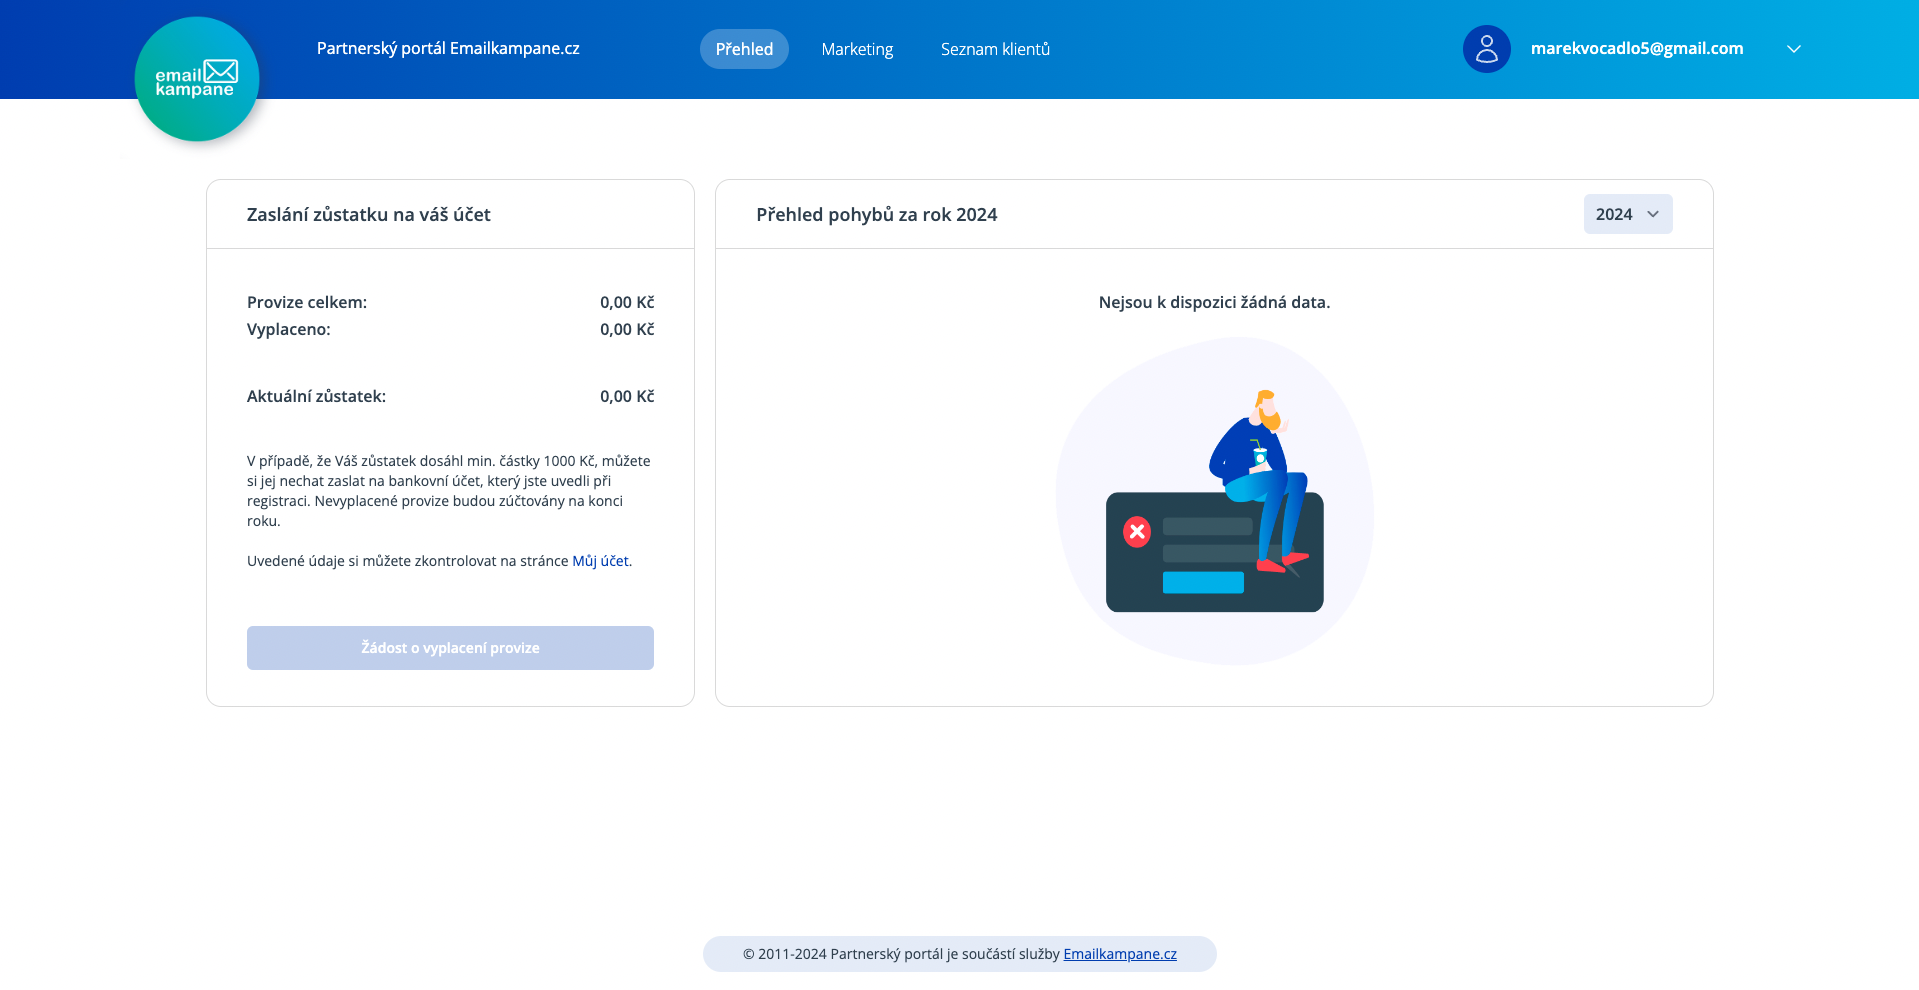 email
kampane
Partnerský portál Emailkampane.cz
Přehled
Marketing
Seznam klientů
marekvocadlo5@gmail.com
Zaslání zůstatku na váš účet
Provize celkem: 0,00 Kč
Vyplaceno: 0,00 Kč
Aktuální zůstatek: 0,00 Kč
V případě, že Váš zůstatek dosáhl min. částky 1000 Kč, můžete
si jej nechat zaslat na bankovní účet, který jste uvedli při
registraci. Nevyplacené provize budou zúčtovány na konci
roku.
Uvedené údaje si můžete zkontrolovat na stránce Můj účet.
Žádost o vyplacení provize
Přehled pohybů za rok 2024
2024
Nejsou k dispozici žádná data.
© 2011-2024 Partnerský portál je součástí služby Emailkampane.cz